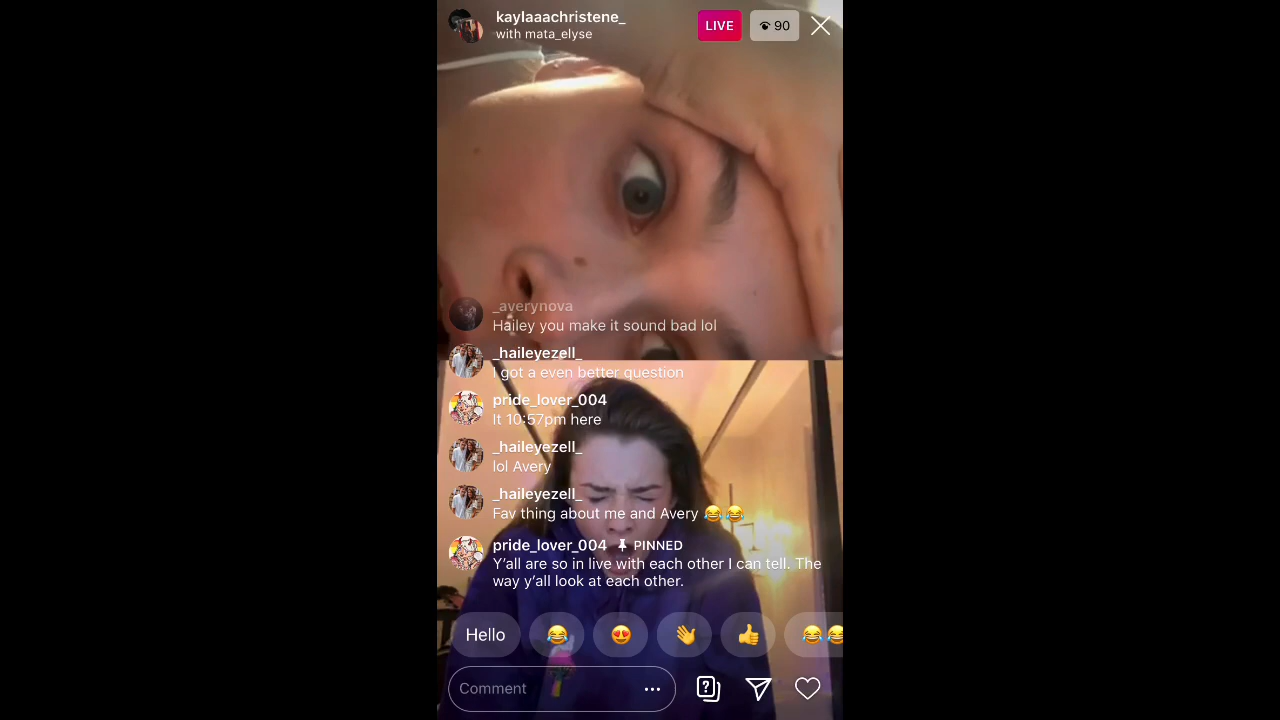 kaylaaachristene_
with mata_elyse
LIVE
90
_averynova
Hailey you make it sound bad lol
_haileyezell_
I got a even better question
pride_lover_004
It 10:57pm here
_haileyezell_
lol Avery
_haileyezell_
Fav thing about me and Avery 😂😂
pride_lover_004 PINNED
Y'all are so in live with each other I can tell. The
way y'all look at each other.
Hello
Comment